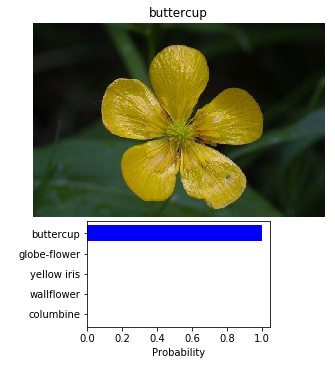 buttercup
buttercup
globe-flower
yellow iris
wallflower
columbine
0.0 0.2 0.4 0.6 0.8 1.0
Probability